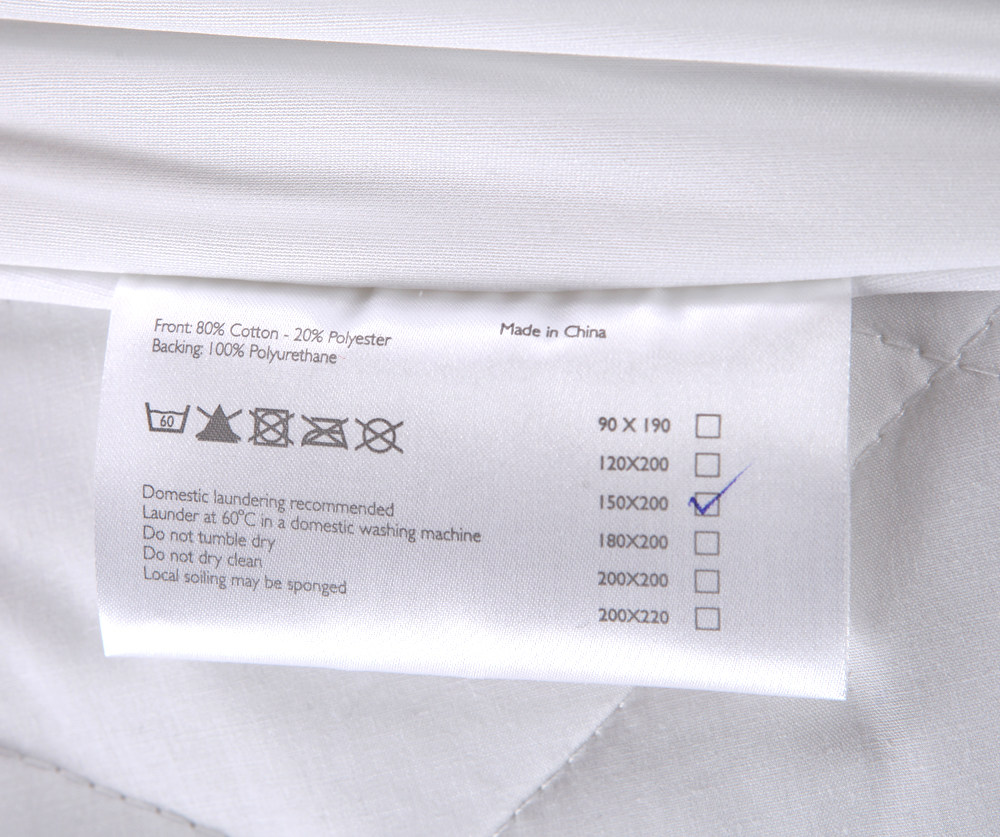 Front: 80% Cotton - 20% Polyester
Backing: 100% Polyurethane
Made in China
60
Domestic laundering recommended
Launder at 60°C in a domestic washing machine
Do not tumble dry
Do not dry clean
Local soiling may be sponged
90 X 190
120X200
150X200
180X200
200X200
200X220